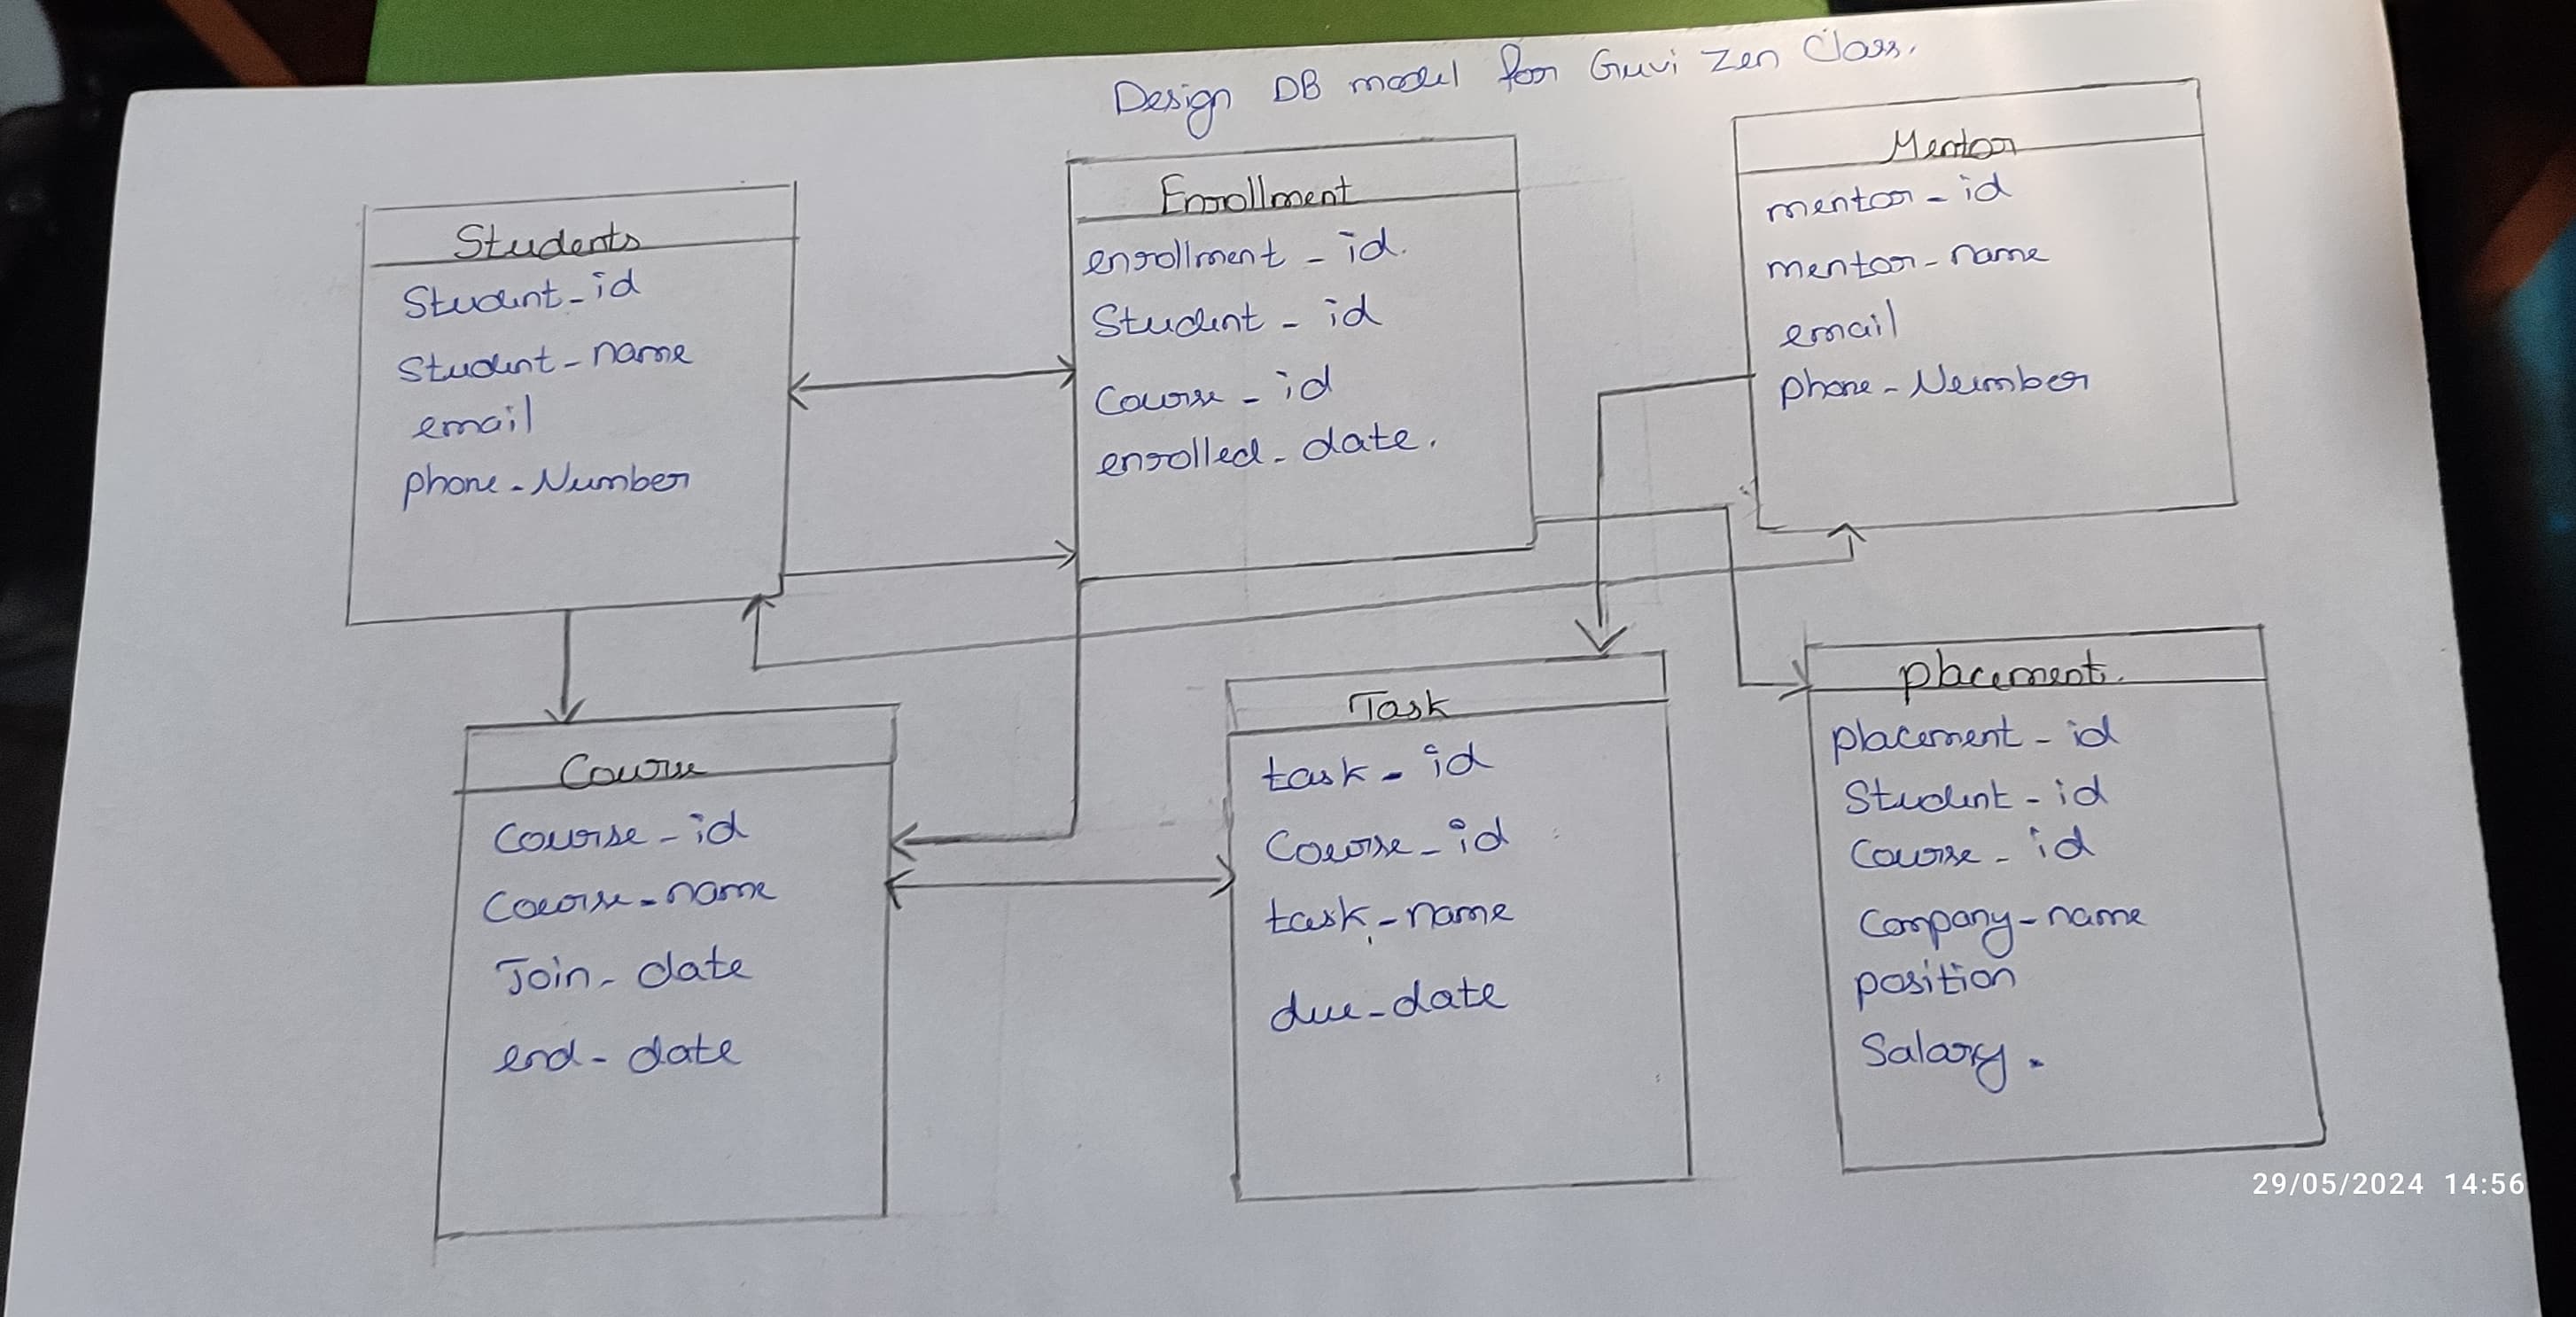 Design DB model for Guvi Zen Class.
Students
Student_id
Student_name
email
phone_Number
Enrollment
enrollment_id.
Student_id
Course_id
enrolled_date.
Mentor
mentor_id
mentor_name
email
phone_Number
Course
Course_id
Course_name
Join_date
end_date
Task
task_id
Course_id
task_name
due_date
placement.
placement_id
Student_id
Course_id
Company_name
position
Salary.
29/05/2024 14:56